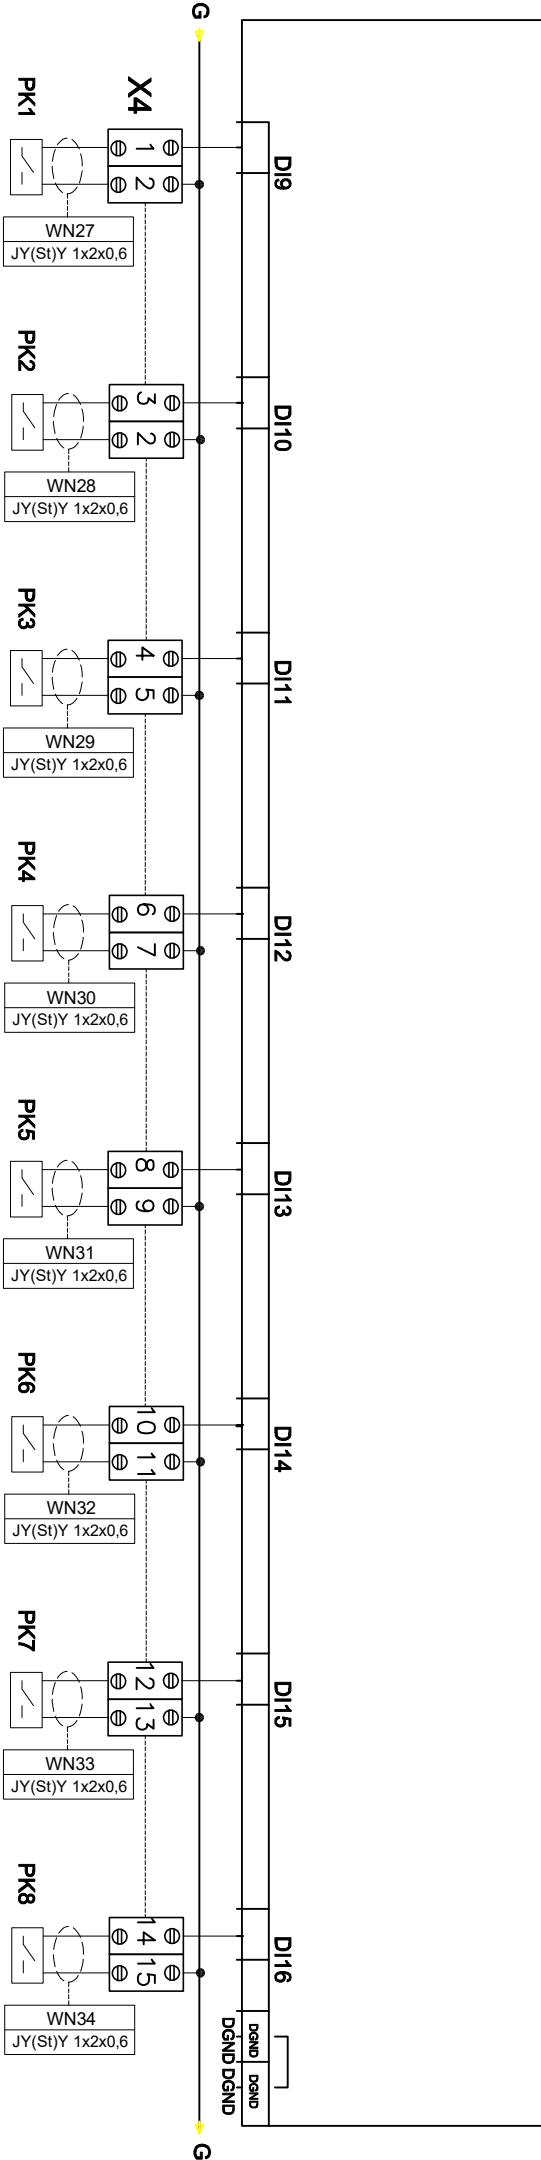 G
X4
PK1
1
2
DI9
WN27
JY(St)Y 1x2x0,6
PK2
3
2
DI10
WN28
JY(St)Y 1x2x0,6
PK3
4
5
DI11
WN29
JY(St)Y 1x2x0,6
PK4
6
7
DI12
WN30
JY(St)Y 1x2x0,6
PK5
8
9
DI13
WN31
JY(St)Y 1x2x0,6
PK6
10
11
DI14
WN32
JY(St)Y 1x2x0,6
PK7
12
13
DI15
WN33
JY(St)Y 1x2x0,6
PK8
14
15
DI16
WN34
JY(St)Y 1x2x0,6
DGND
DGND
DGND DGND
G